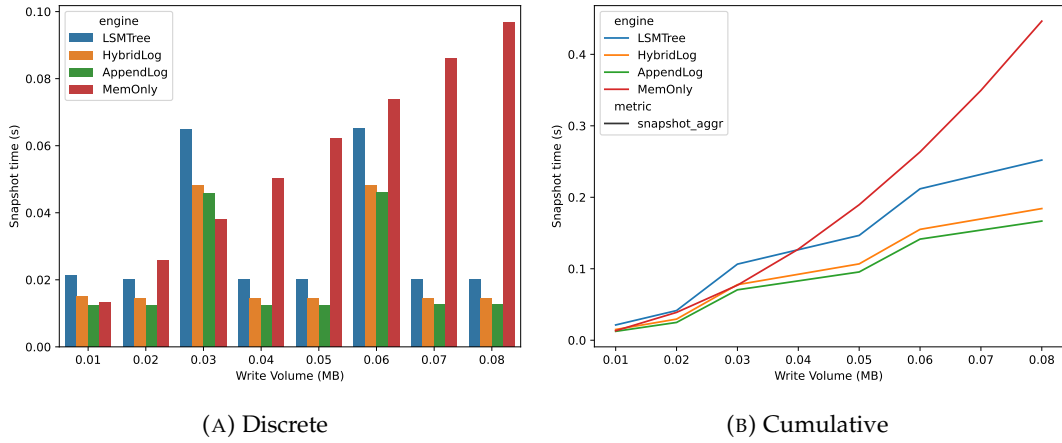 engine
LSMTree
HybridLog
AppendLog
MemOnly
0.10
0.08
0.06
0.04
0.02
0.00
Snapshot time (s)
0.01 0.02 0.03 0.04 0.05 0.06 0.07 0.08
Write Volume (MB)
(A) Discrete
engine
LSMTree
HybridLog
AppendLog
MemOnly
metric
snapshot_aggr
0.4
0.3
0.2
0.1
0.0
Snapshot time (s)
0.01 0.02 0.03 0.04 0.05 0.06 0.07 0.08
Write Volume (MB)
(B) Cumulative